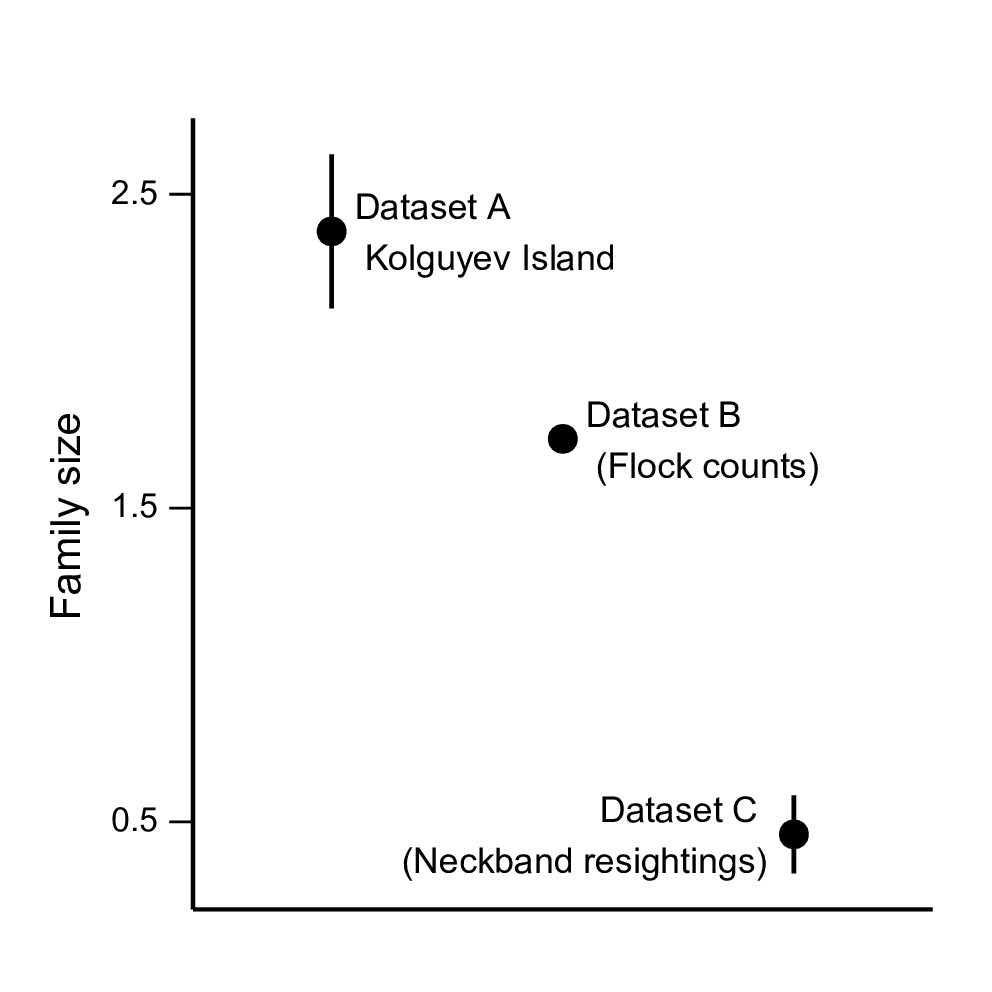 2.5
Dataset A
Kolguyev Island
Dataset B
(Flock counts)
1.5
Family size
Dataset C
0.5
(Neckband resightings)